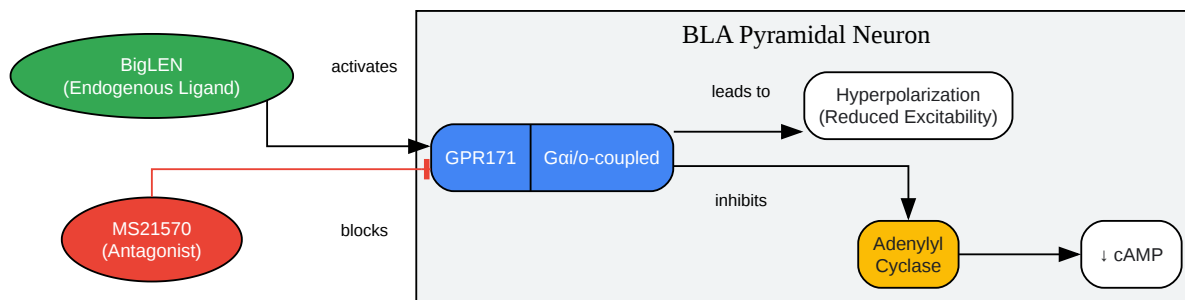 BLA Pyramidal Neuron
BigLEN
(Endogenous Ligand)
activates
leads to
Hyperpolarization
(Reduced Excitability)
GPR171
Gαi/o-coupled
inhibits
MS21570
(Antagonist)
blocks
Adenylyl
Cyclase
↓ cAMP